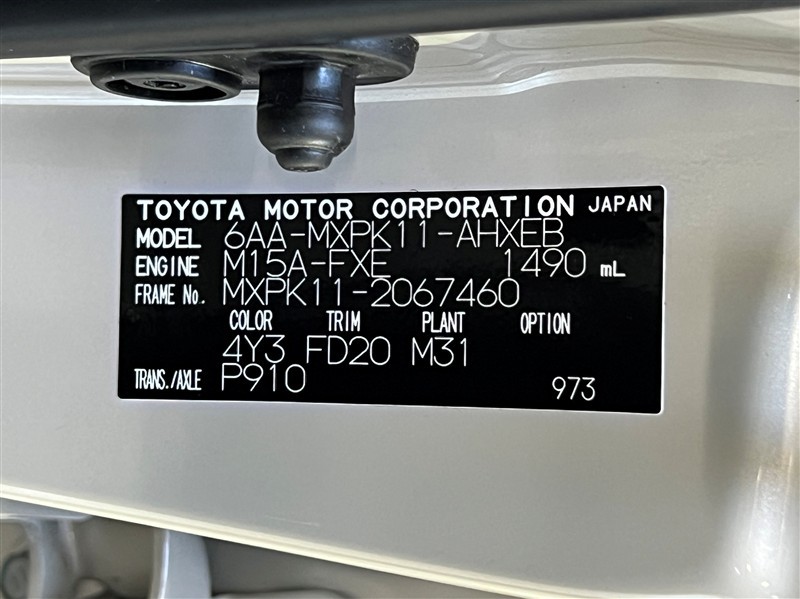 TOYOTA MOTOR CORPORATION JAPAN
MODEL 6AA-MXPK11-AHXEB
ENGINE M15A-FXE 1490 mL
FRAME No. MXPK11-2067460
COLOR TRIM PLANT OPTION
4Y3 FD20 M31
TRANS./AXLE P910 973